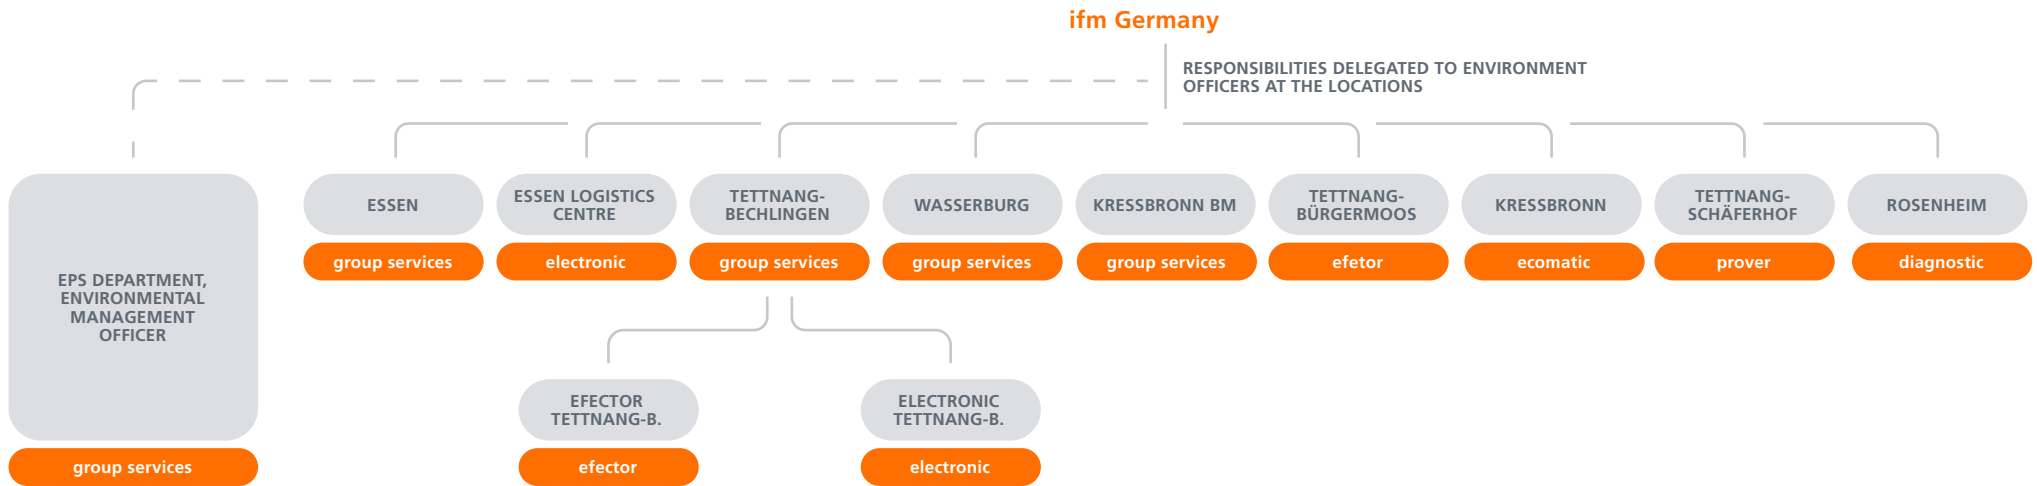 ifm Germany
RESPONSIBILITIES DELEGATED TO ENVIRONMENT
OFFICERS AT THE LOCATIONS
EPS DEPARTMENT,
ENVIRONMENTAL
MANAGEMENT
OFFICER
group services
ESSEN
group services
ESSEN LOGISTICS
CENTRE
electronic
TETTNANG-
BECHLINGEN
group services
WASSERBURG
group services
KRESSBRONN BM
group services
TETTNANG-
BÜRGERMOOS
efetor
KRESSBRONN
ecomatic
TETTNANG-
SCHÄFERHOF
prover
ROSENHEIM
diagnostic
EFECTOR
TETTNANG-B.
efector
ELECTRONIC
TETTNANG-B.
electronic